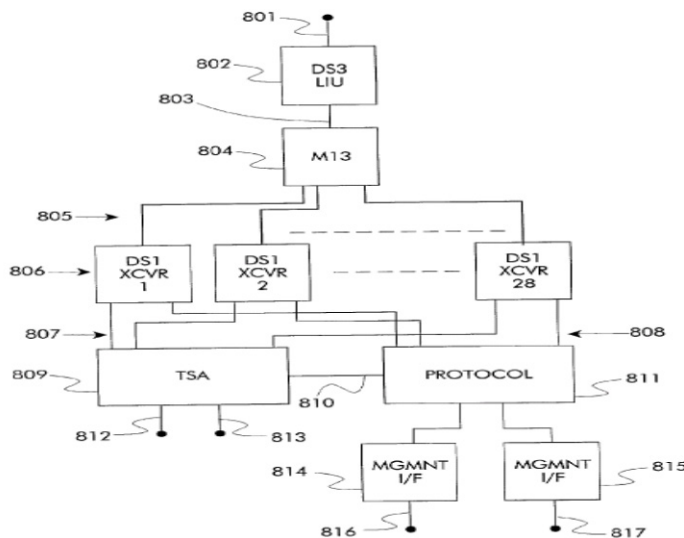 801
802
DS3
LIU
803
804
M13
805
806
DS1
XCVR
1
DS1
XCVR
2
DS1
XCVR
28
807
808
809
TSA
810
PROTOCOL
811
812
813
814
MGMNT
I/F
MGMNT
I/F
815
816
817